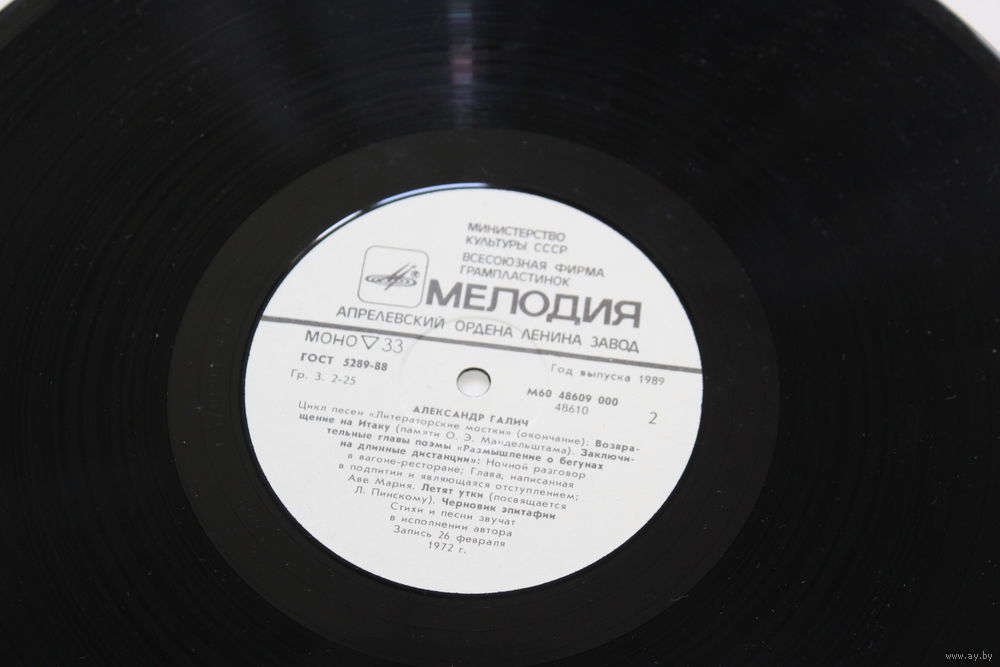 МИНИСТЕРСТВО
КУЛЬТУРЫ СССР
ВСЕСОЮЗНАЯ ФИРМА
ГРАМПЛАСТИНОК
МЕЛОДИЯ
АПРЕЛЕВСКИЙ ОРДЕНА ЛЕНИНА ЗАВОД
МОНО ▽ 33
ГОСТ 5289-88
Гр. 3. 2-25
Год выпуска 1989
М60 48609 000
48610
2
АЛЕКСАНДР ГАЛИЧ
Цикл песен «Литераторские мостки» (окончание): Возвра-
щение на Итаку (памяти О. Э. Мандельштама). Заключи-
тельные главы поэмы «Размышление о бегунах
на длинные дистанции»: Ночной разговор
в вагоне-ресторане; Глава, написанная
в подпитии и являющаяся отступлением;
Аве Мария. Летят утки (посвящается
Л. Пинскому). Черновик эпитафии
Стихи и песни звучат
в исполнении автора
Запись 26 февраля
1972 г.
www.ay.by